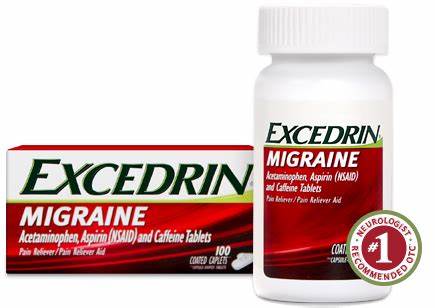 EXCEDRIN
MIGRAINE
Acetaminophen, Aspirin (NSAID) and Caffeine Tablets
Pain Reliever/Pain Reliever Aid
100
COATED CAPLETS*
EXCEDRIN®
MIGRAINE
Acetaminophen, Aspirin (NSAID)
and Caffeine Tablets
Pain Reliever/Pain Reliever Aid
NEUROLOGIST
#1
RECOMMENDED OTC